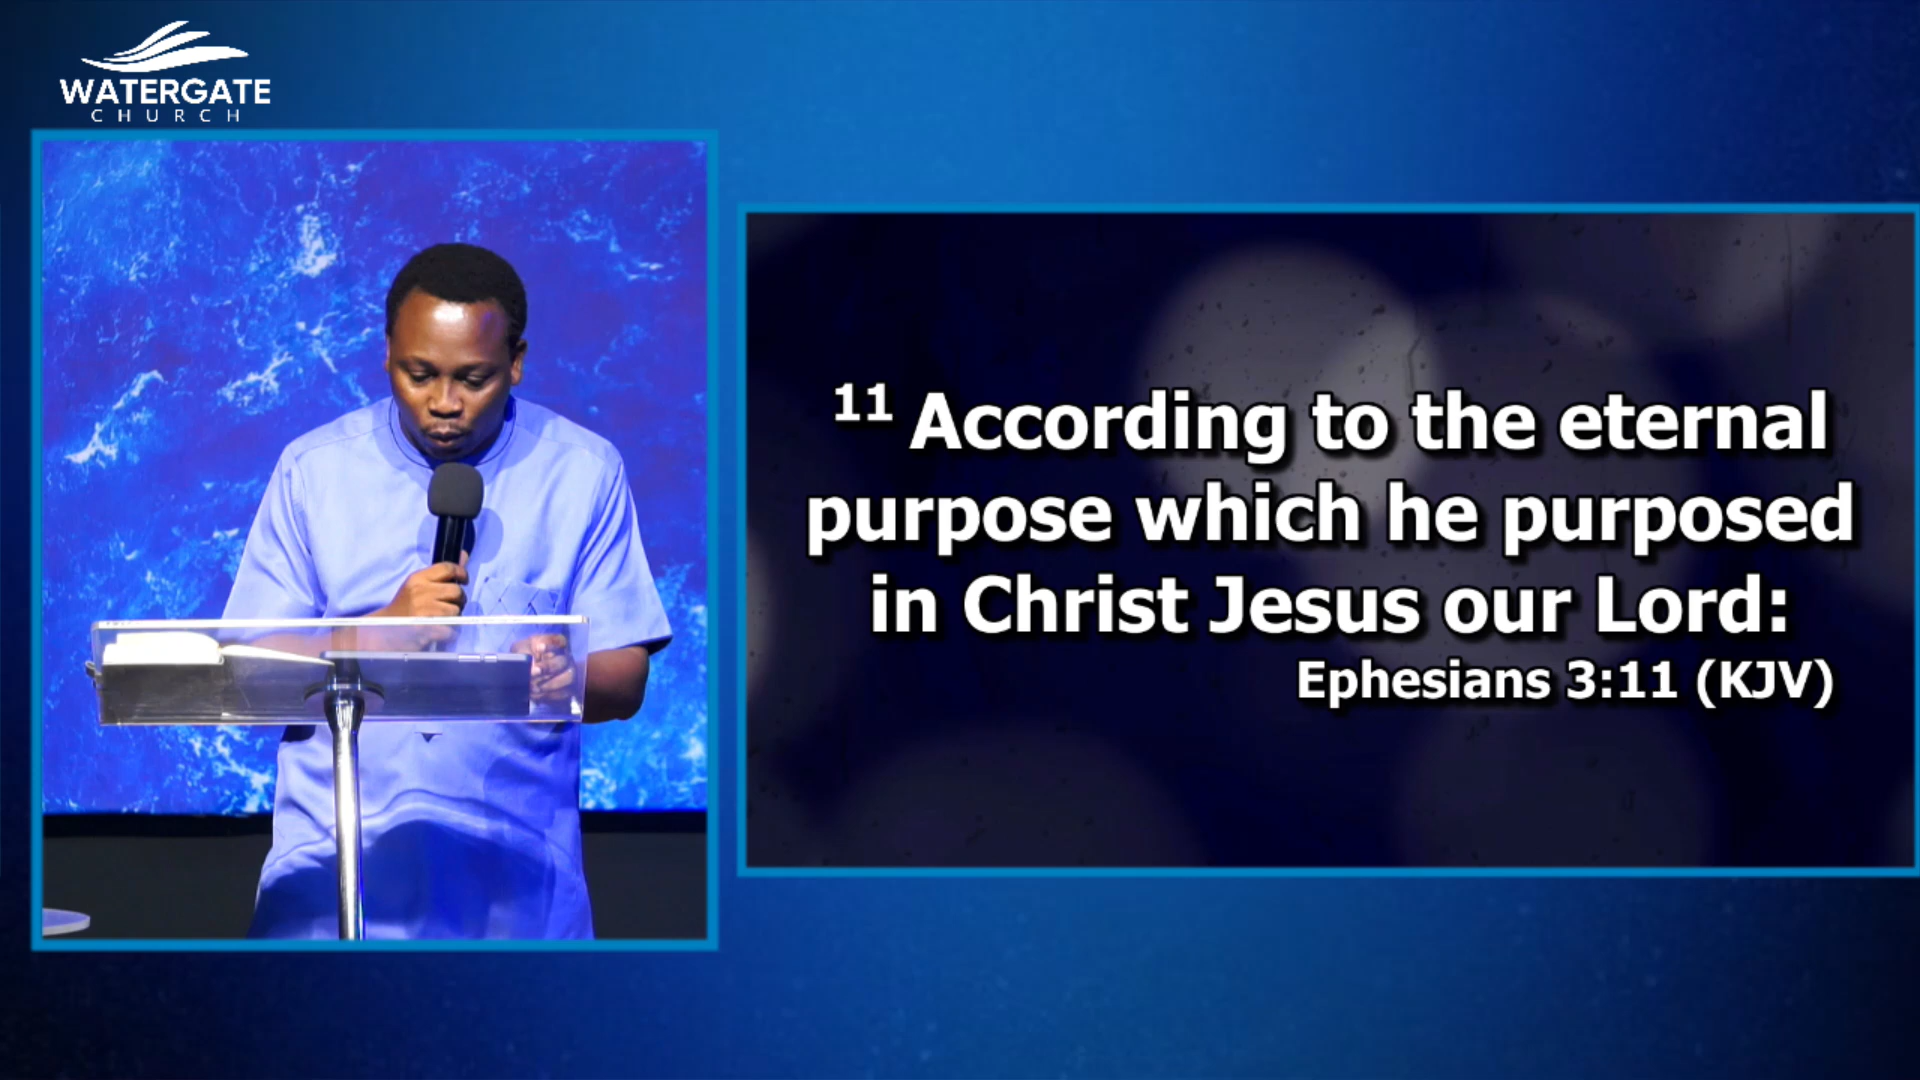 WATERGATE
CHURCH
11 According to the eternal
purpose which he purposed
in Christ Jesus our Lord:
Ephesians 3:11 (KJV)